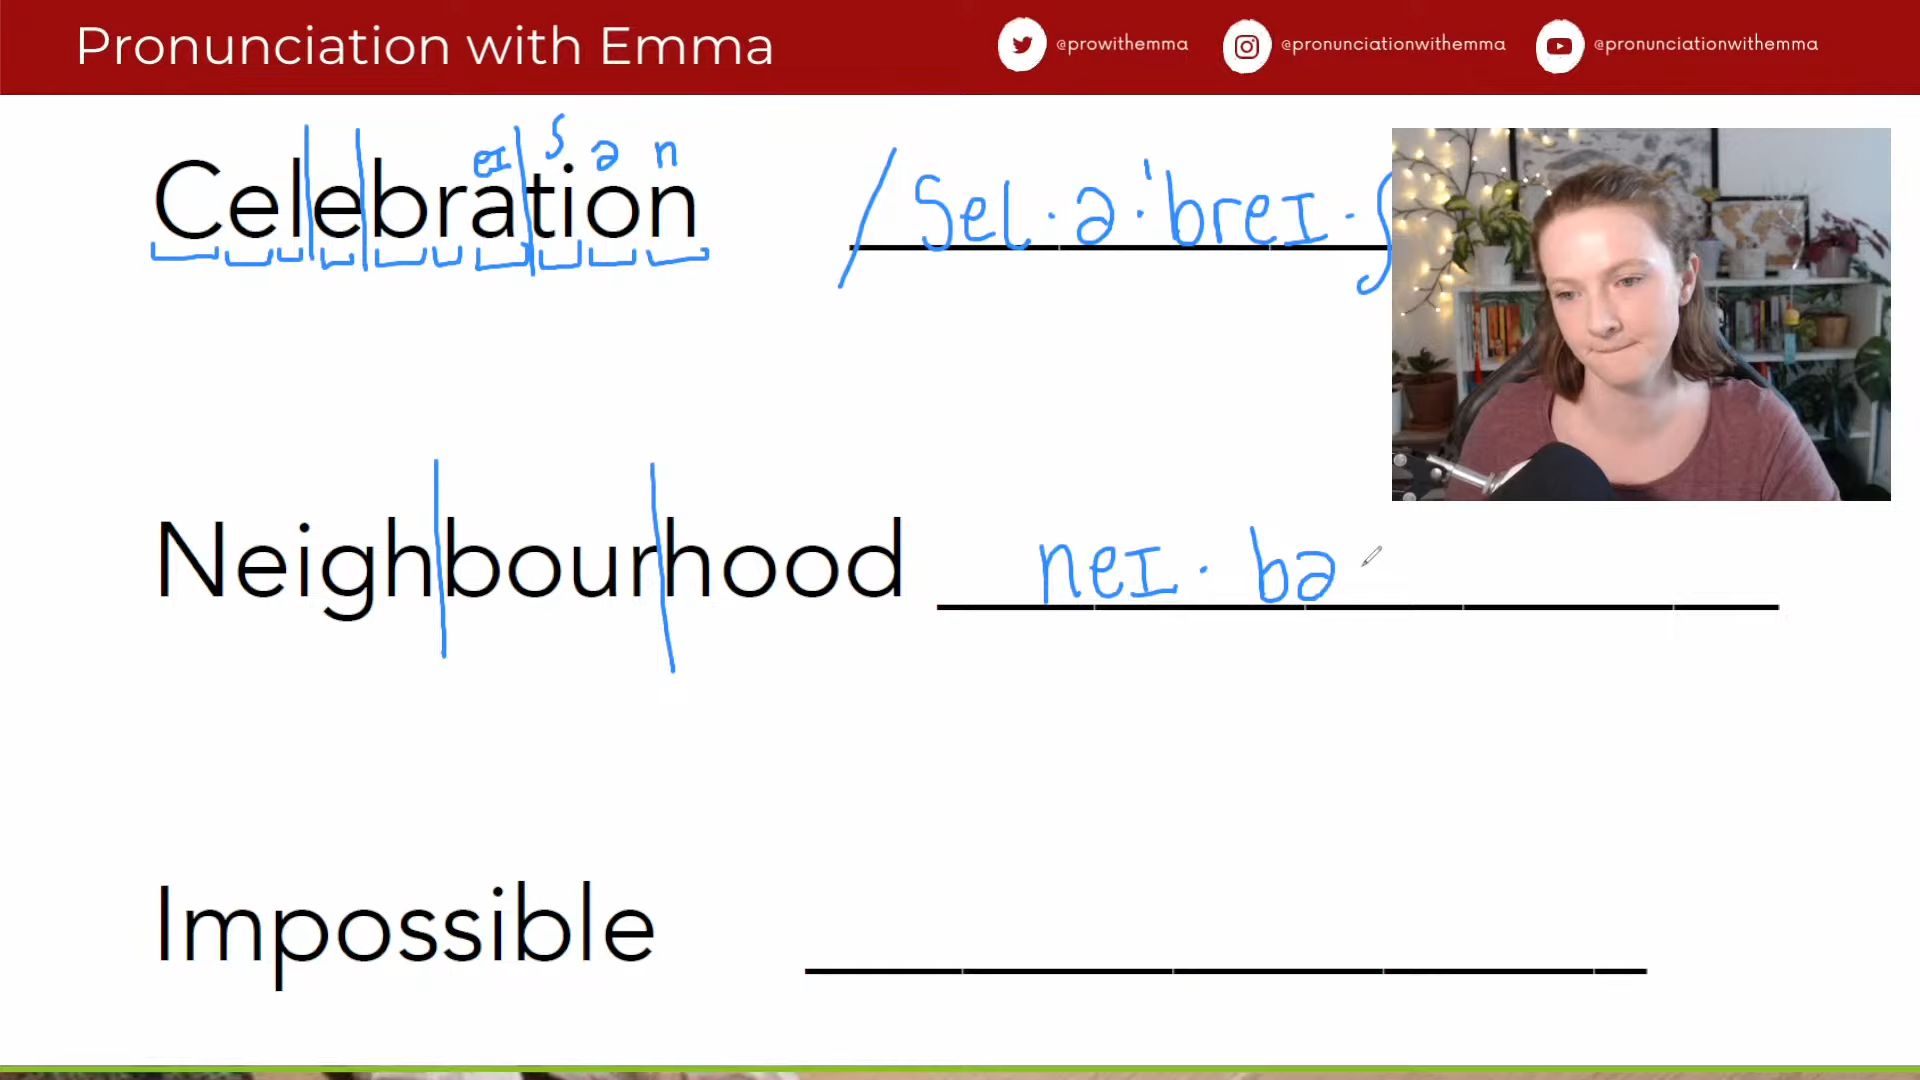 Pronunciation with Emma @prowithemma @pronunciationwithemma @pronunciationwithemma
eɪ ʃ ə n
Celebration /sel·ə·ˈbreɪ·ʃ
Neighbourhood neɪ·bə
Impossible